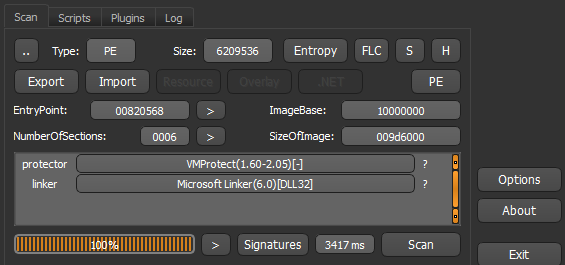 Scan Scripts Plugins Log
.. Type: PE Size: 6209536 Entropy FLC S H
Export Import Resource Overlay .NET PE
EntryPoint: 00820568 > ImageBase: 10000000
NumberOfSections: 0006 > SizeOfImage: 009d6000
protector VMProtect(1.60-2.05)[-] ?
linker Microsoft Linker(6.0)[DLL32] ?
Options
About
100% > Signatures 3417 ms Scan
Exit